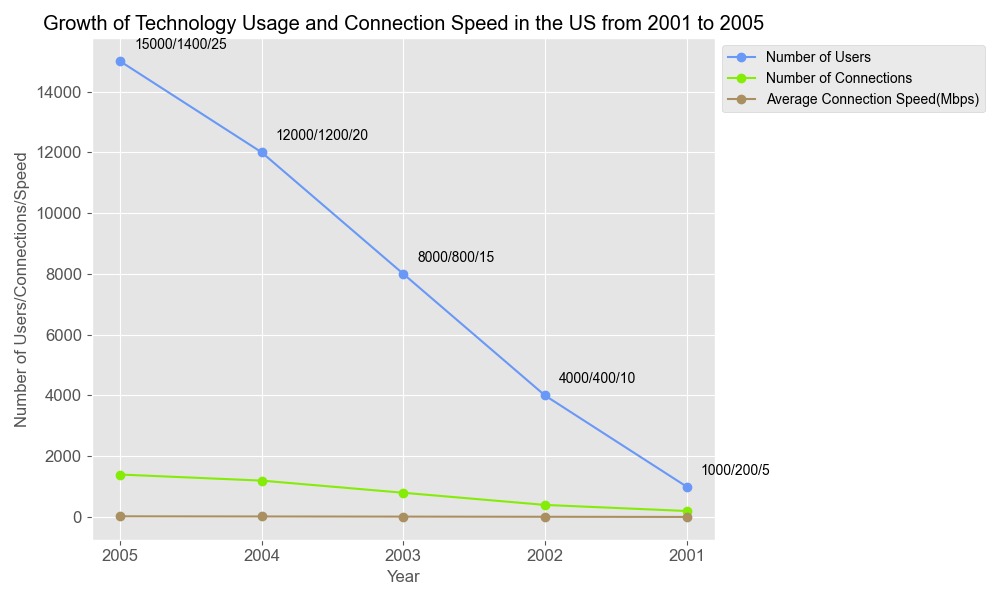 Growth of Technology Usage and Connection Speed in the US from 2001 to 2005
Number of Users
Number of Connections
Average Connection Speed(Mbps)
15000/1400/25
12000/1200/20
8000/800/15
4000/400/10
1000/200/5
Number of Users/Connections/Speed
14000
12000
10000
8000
6000
4000
2000
0
2005 2004 2003 2002 2001
Year